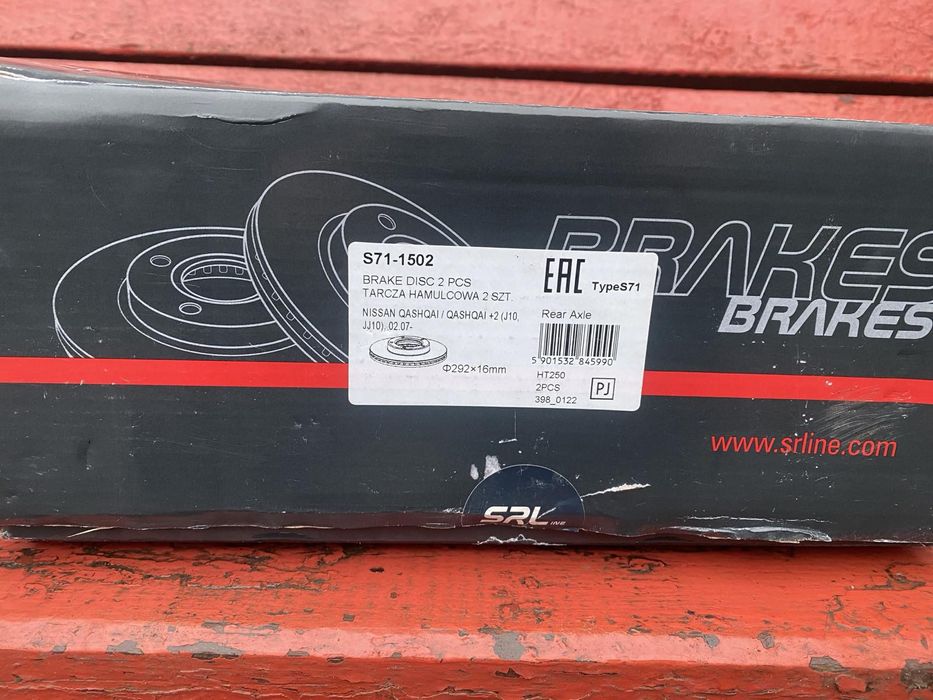 BRAKES
BRAKES
S71-1502
BRAKE DISC 2 PCS
TARCZA HAMULCOWA 2 SZT.
NISSAN QASHQAI / QASHQAI +2 (J10,
JJ10), 02.07-
Φ292×16mm
EAC TypeS71
Rear Axle
5 901532 845990
HT250
2PCS
398_0122
PJ
www.srline.com
SRL INE